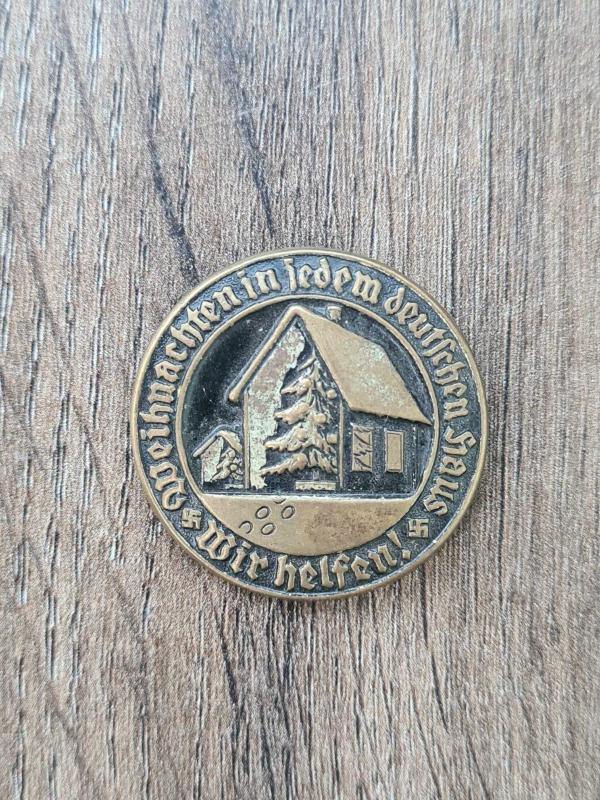 Weihnachten in jedem deutschen Haus
Wir helfen!